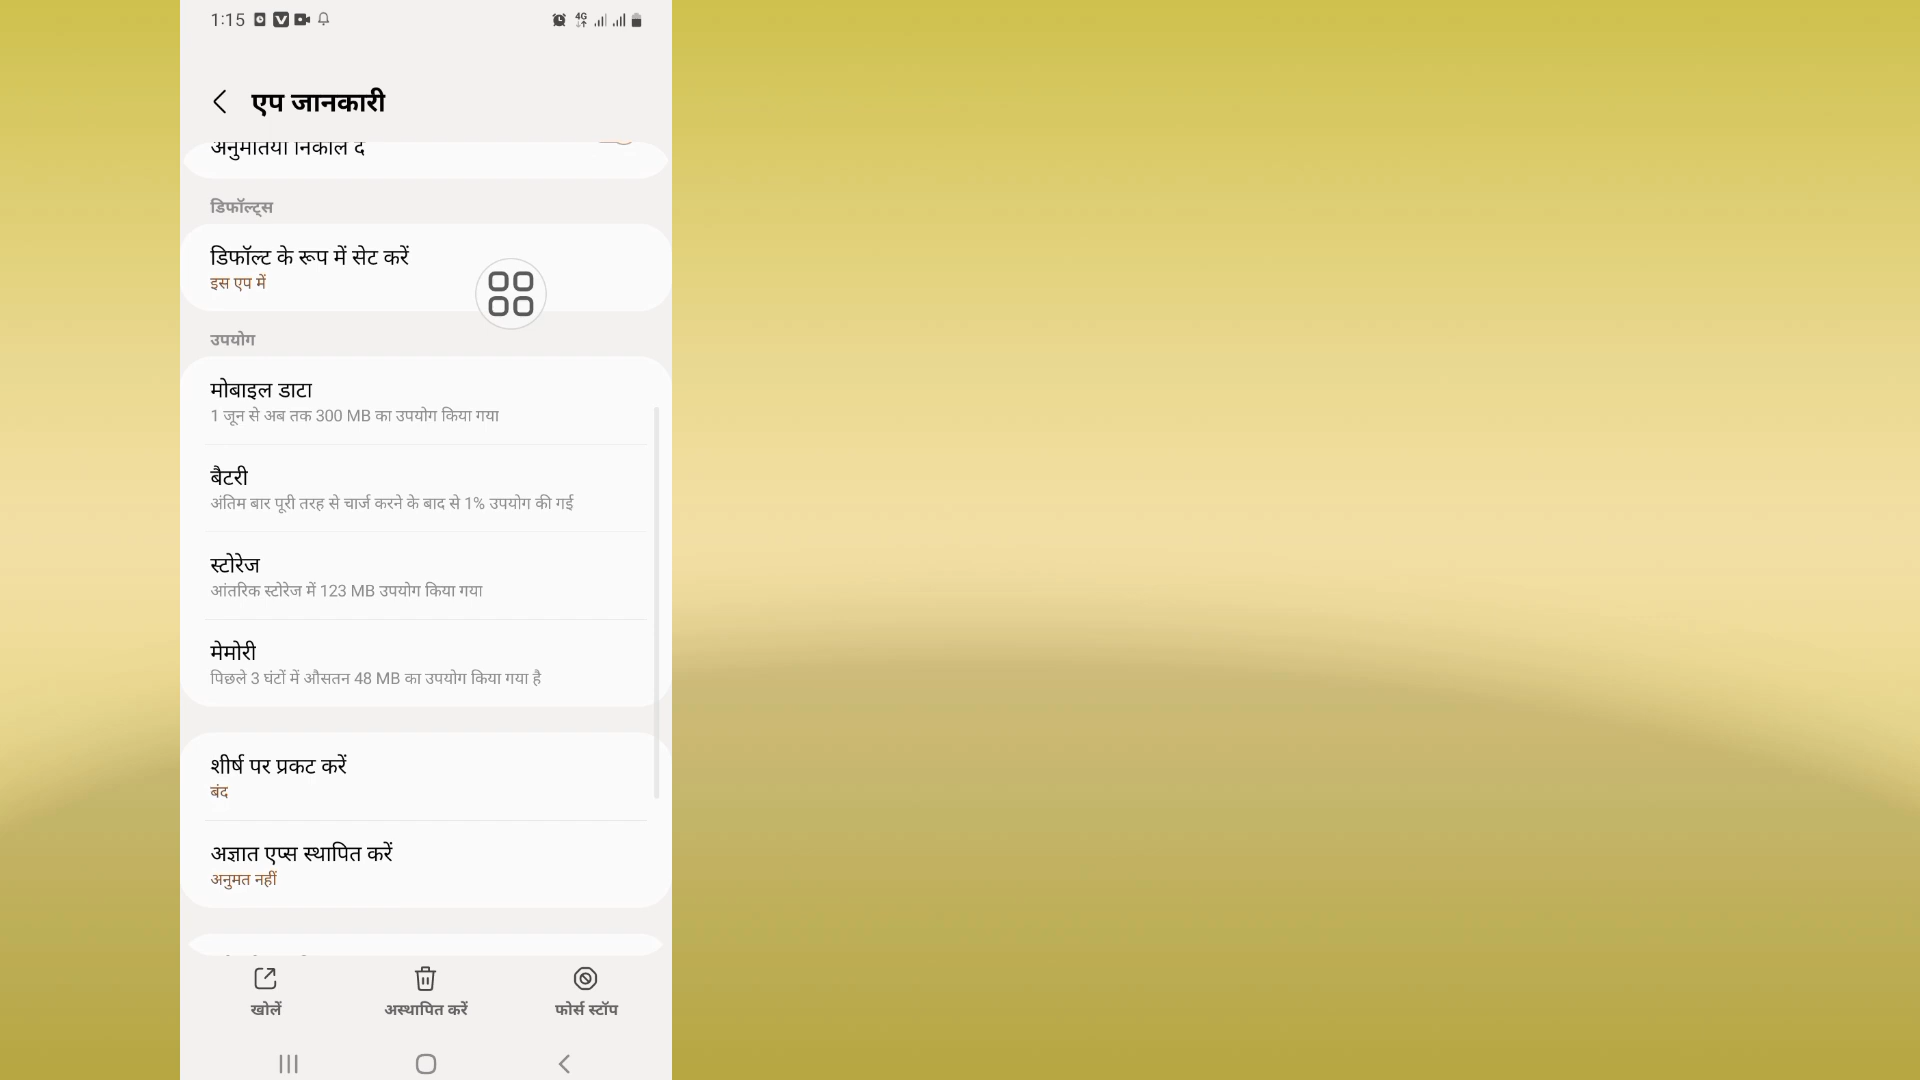 1:15
4G
एप जानकारी
अनुमतियां निकाल दें
डिफॉल्ट्स
डिफॉल्ट के रूप में सेट करें
इस एप में
उपयोग
मोबाइल डाटा
1 जून से अब तक 300 MB का उपयोग किया गया
बैटरी
अंतिम बार पूरी तरह से चार्ज करने के बाद से 1% उपयोग की गई
स्टोरेज
आंतरिक स्टोरेज में 123 MB उपयोग किया गया
मेमोरी
पिछले 3 घंटों में औसतन 48 MB का उपयोग किया गया है
शीर्ष पर प्रकट करें
बंद
अज्ञात एप्स स्थापित करें
अनुमत नहीं
खोलें
अस्थापित करें
फोर्स स्टॉप